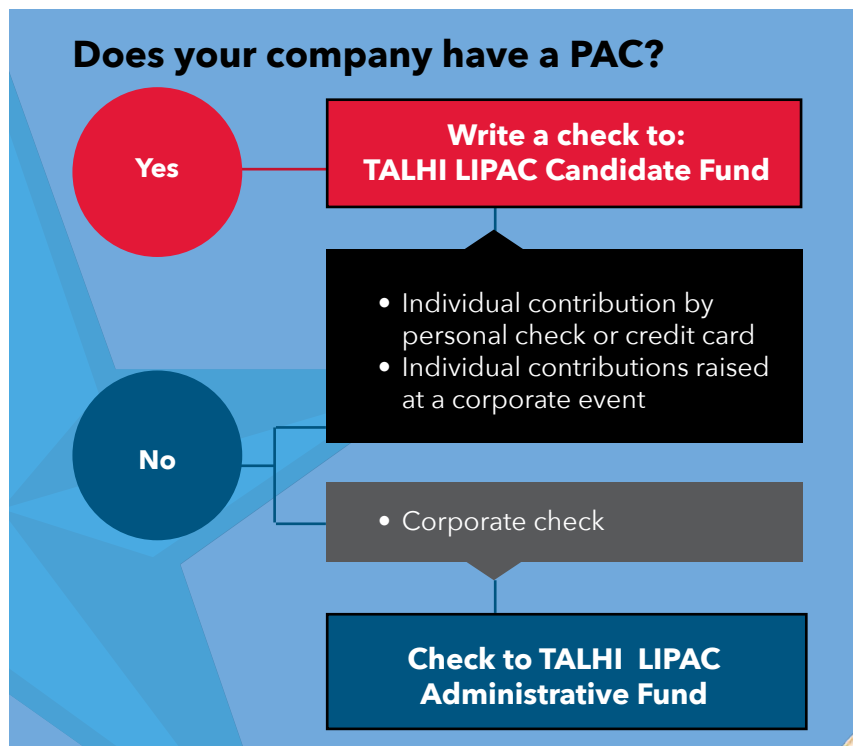 Does your company have a PAC?
Yes
Write a check to:
TALHI LIPAC Candidate Fund
• Individual contribution by
personal check or credit card
• Individual contributions raised
at a corporate event
No
• Corporate check
Check to TALHI LIPAC
Administrative Fund